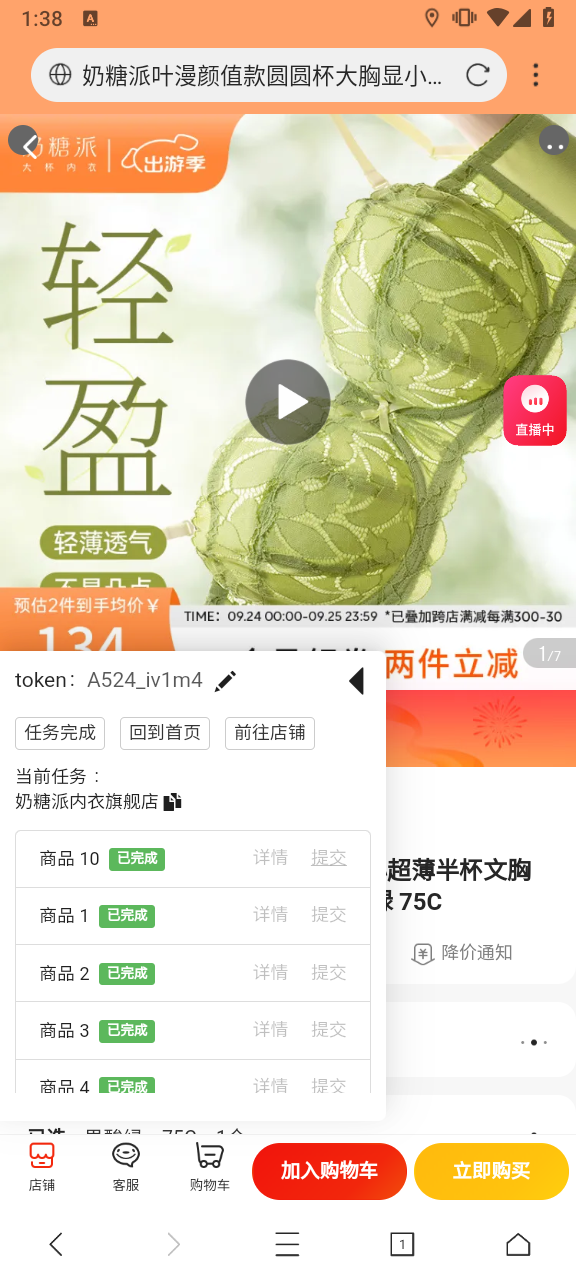 1:38
奶糖派叶漫颜值款圆圆杯大胸显小...
奶糖派
大杯内衣
出游季
轻盈
直播中
轻薄透气
不显凸点
预估2件到手均价¥
134
TIME：09.24 00:00-09.25 23:59 *已叠加跨店满减每满300-30
两件立减
1/7
token： A524_iv1m4
任务完成 回到首页 前往店铺
当前任务：
奶糖派内衣旗舰店
商品 10 已完成 详情 提交
超薄半杯文胸
绿 75C
商品 1 已完成 详情 提交
降价通知
商品 2 已完成 详情 提交
商品 3 已完成 详情 提交
商品 4 已完成 详情 提交
店铺 客服 购物车 加入购物车 立即购买
1